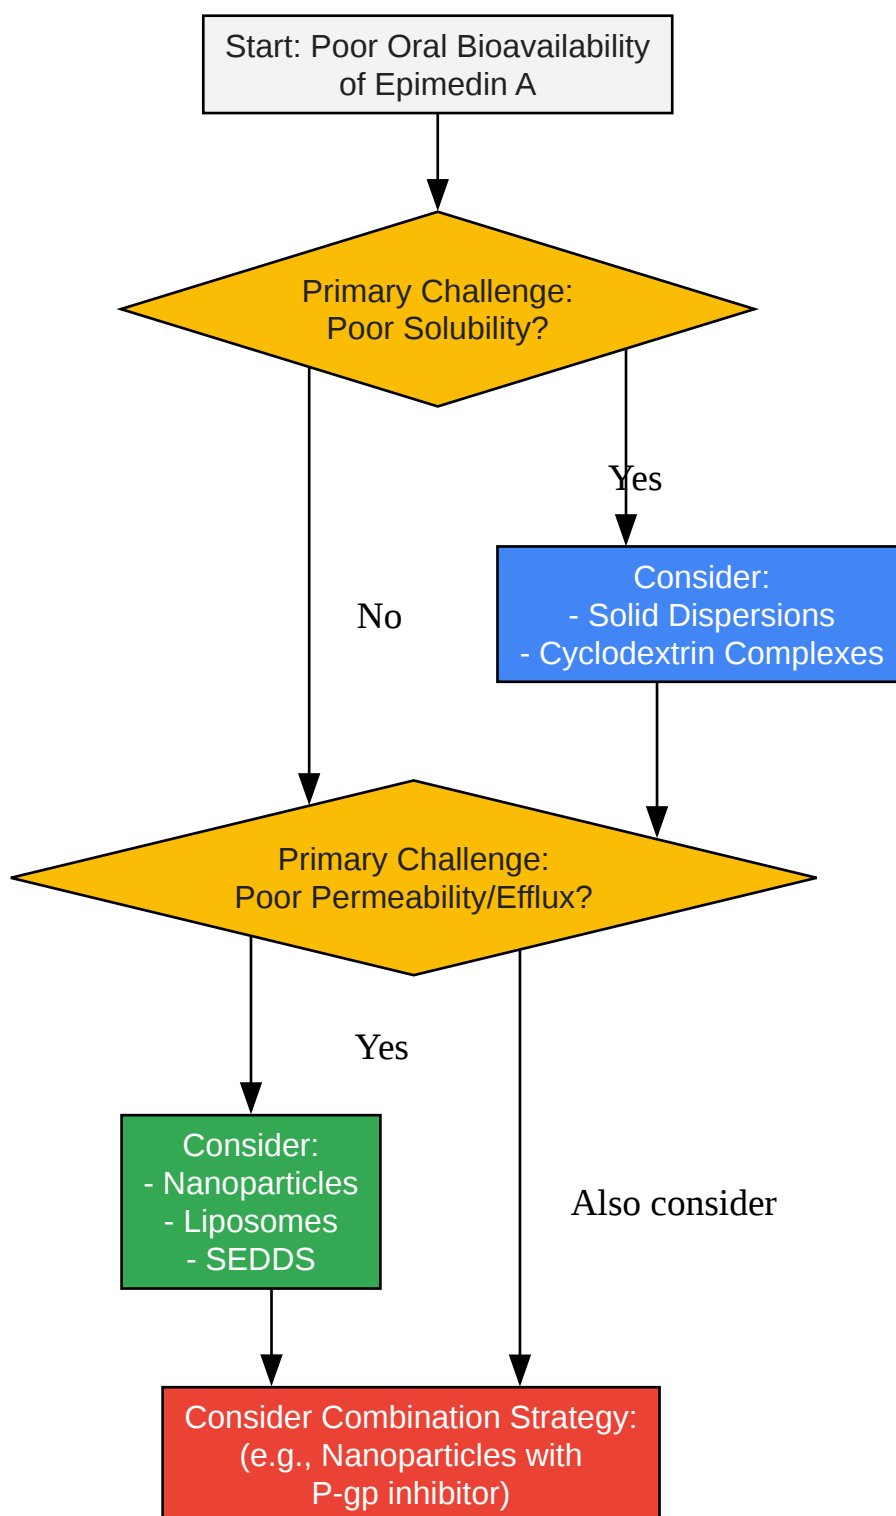 Start: Poor Oral Bioavailability
of Epimedin A
Primary Challenge:
Poor Solubility?
Yes
Consider:
- Solid Dispersions
- Cyclodextrin Complexes
No
Primary Challenge:
Poor Permeability/Efflux?
Yes
Consider:
- Nanoparticles
- Liposomes
- SEDDS
Also consider
Consider Combination Strategy:
(e.g., Nanoparticles with
P-gp inhibitor)